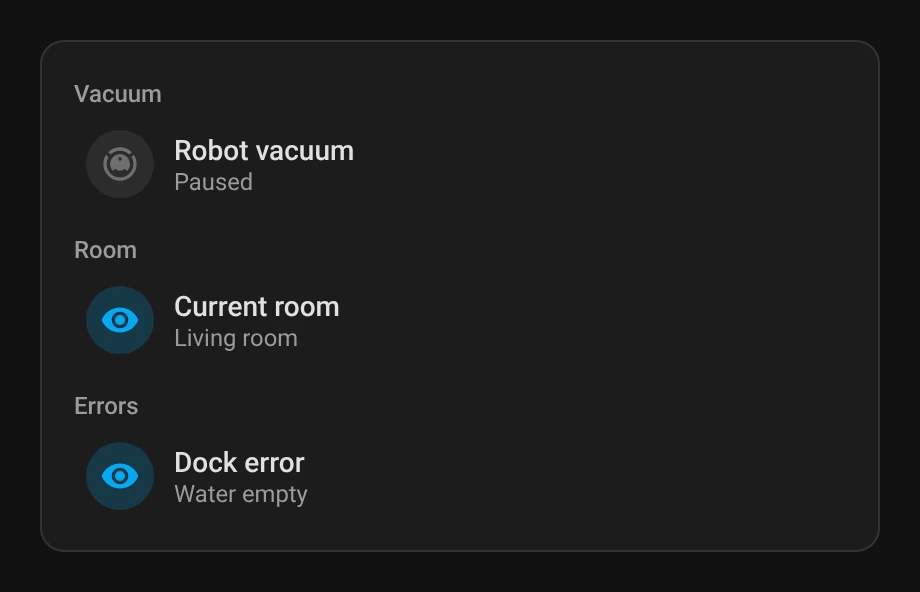 Vacuum
Robot vacuum
Paused
Room
Current room
Living room
Errors
Dock error
Water empty